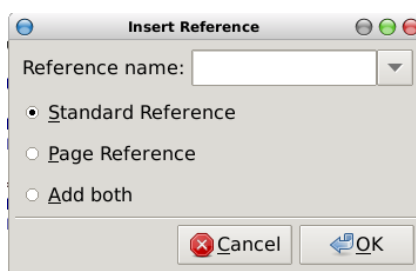 Insert Reference
Reference name:
Standard Reference
Page Reference
Add both
Cancel OK